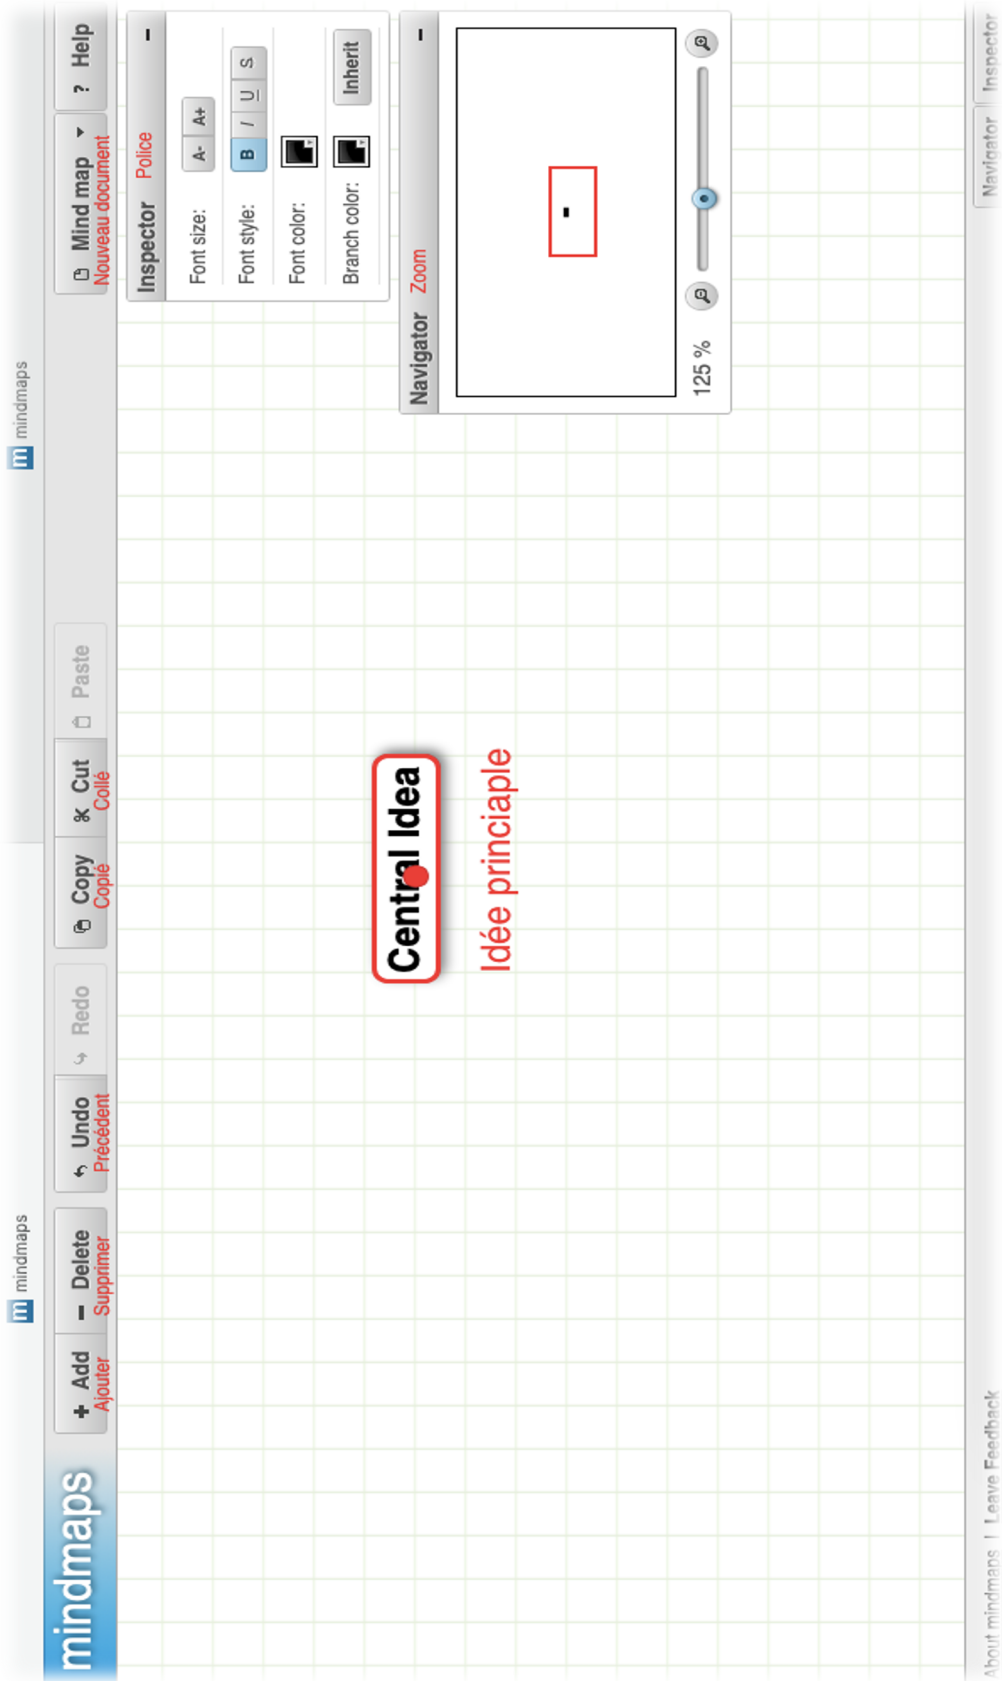 mindmaps
mindmaps
mindmaps
+ Add
- Delete
Undo
Redo
Copy
Cut
Paste
Mind map
? Help
Ajouter
Supprimer
Précédent
Copié
Collé
Nouveau document
Inspector
Police
Font size:
A-
A+
Font style:
B
I
U
S
Font color:
Branch color:
Inherit
Navigator
Zoom
125 %
Central Idea
Idée princiaple
About mindmaps | Leave Feedback
Navigator
Inspector